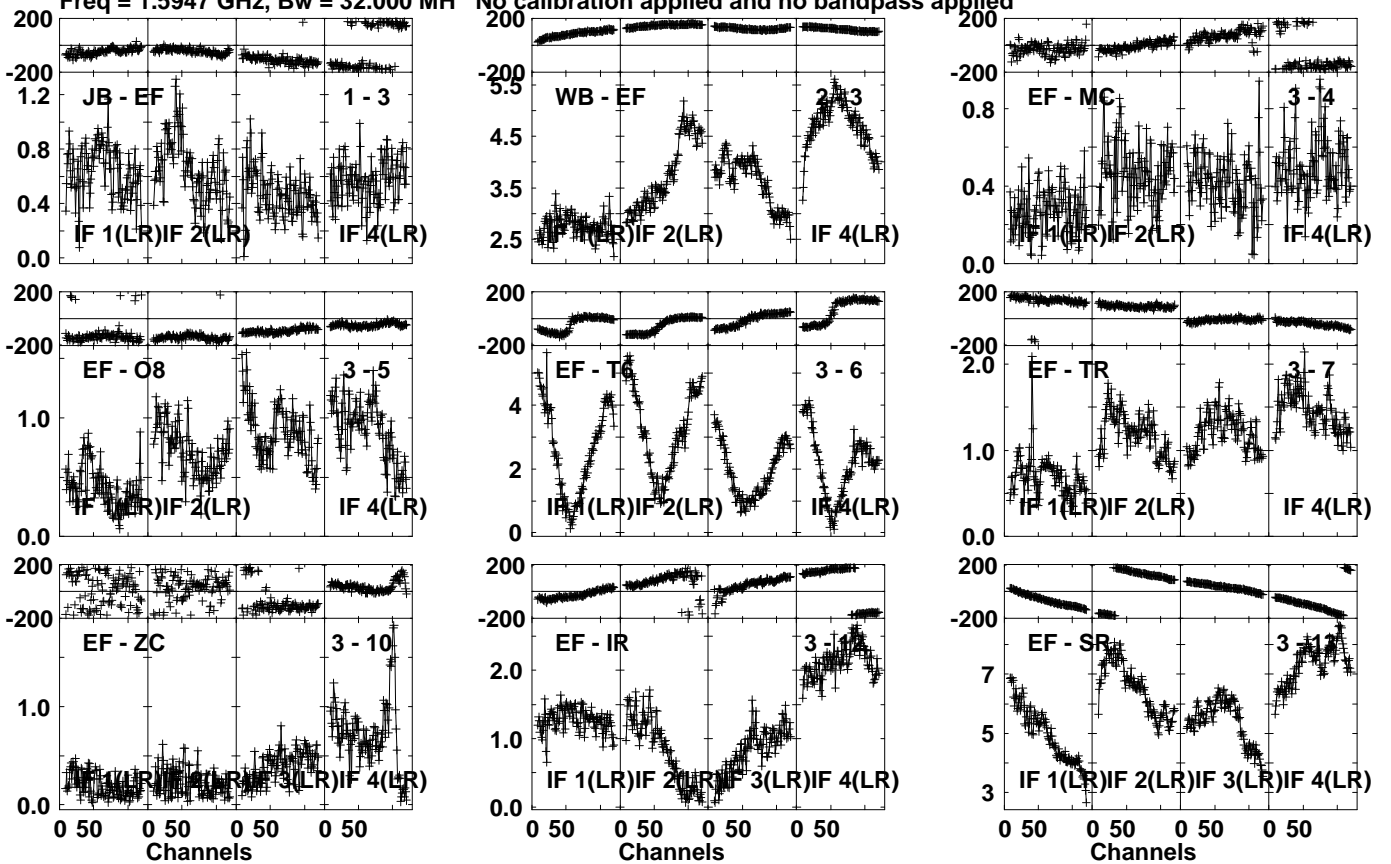 Freq = 1.5947 GHz, Bw = 32.000 MH No calibration applied and no bandpass applied
200
-200
JB - EF 1 - 3
1.2
0.8
0.4
0.0
IF 1(LR) IF 2(LR) IF 4(LR)
200
-200
WB - EF 2 - 3
5.5
4.5
3.5
2.5
IF 1(LR) IF 2(LR) IF 4(LR)
200
-200
EF - MC 3 - 4
0.8
0.4
0.0
IF 1(LR) IF 2(LR) IF 4(LR)
200
-200
EF - O8 3 - 5
1.0
0.0
IF 1(LR) IF 2(LR) IF 4(LR)
200
-200
EF - T6 3 - 6
4
2
0
IF 1(LR) IF 2(LR) IF 4(LR)
200
-200
EF - TR 3 - 7
2.0
1.0
0.0
IF 1(LR) IF 2(LR) IF 4(LR)
200
-200
EF - ZC 3 - 10
1.0
0.0
IF 1(LR) IF 2(LR) IF 3(LR) IF 4(LR)
0 50 0 50 0 50 0 50
Channels
200
-200
EF - IR
2.0
1.0
0.0
IF 1(LR) IF 2(LR) IF 3(LR) IF 4(LR)
0 50 0 50 0 50 0 50
Channels
200
-200
EF - SR
7
5
3
IF 1(LR) IF 2(LR) IF 3(LR) IF 4(LR)
0 50 0 50 0 50 0 50
Channels